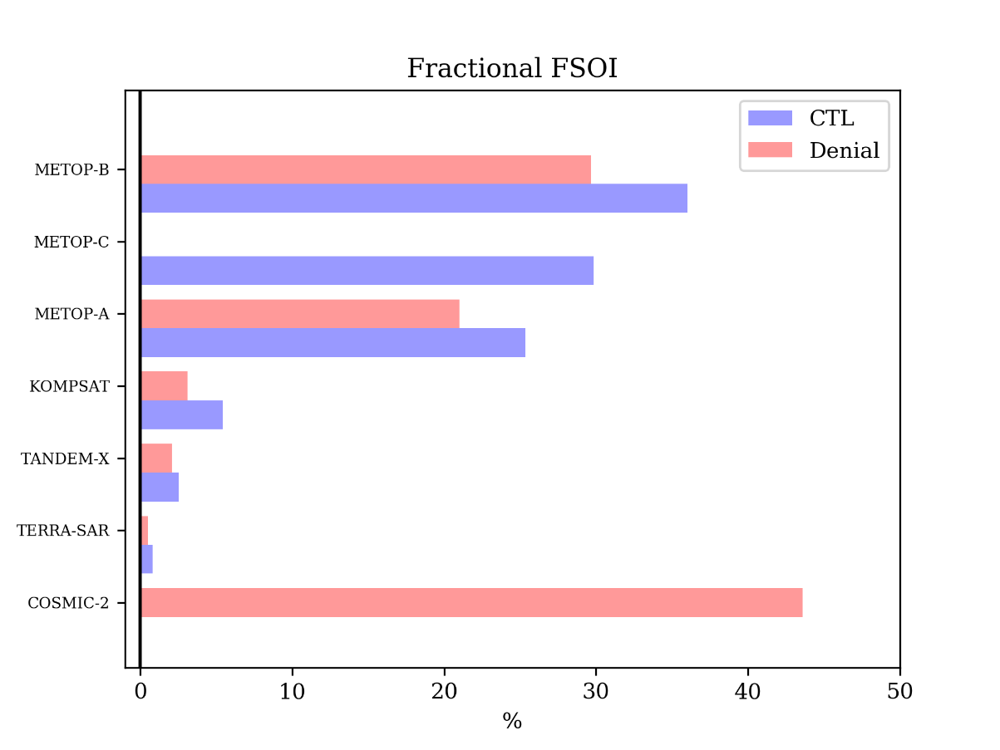 Fractional FSOI
CTL
Denial
METOP-B
METOP-C
METOP-A
KOMPSAT
TANDEM-X
TERRA-SAR
COSMIC-2
0 10 20 30 40 50
%